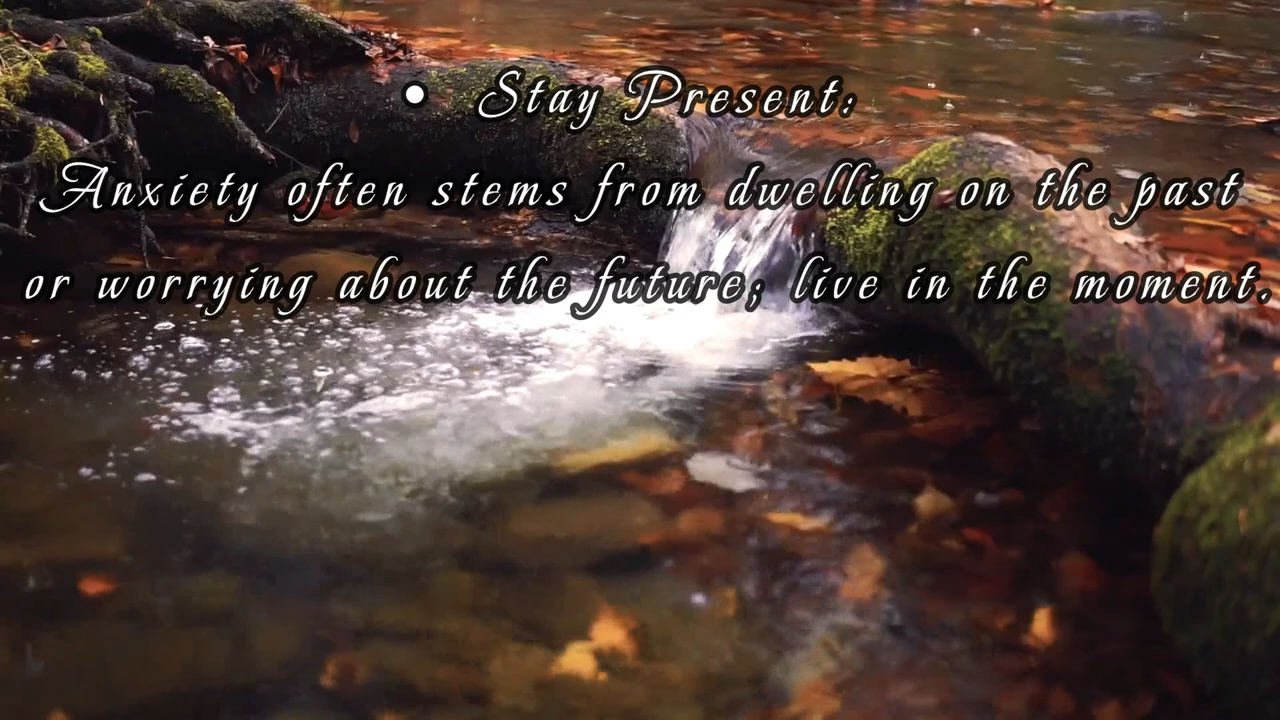 • Stay Present:
Anxiety often stems from dwelling on the past
or worrying about the future; live in the moment.